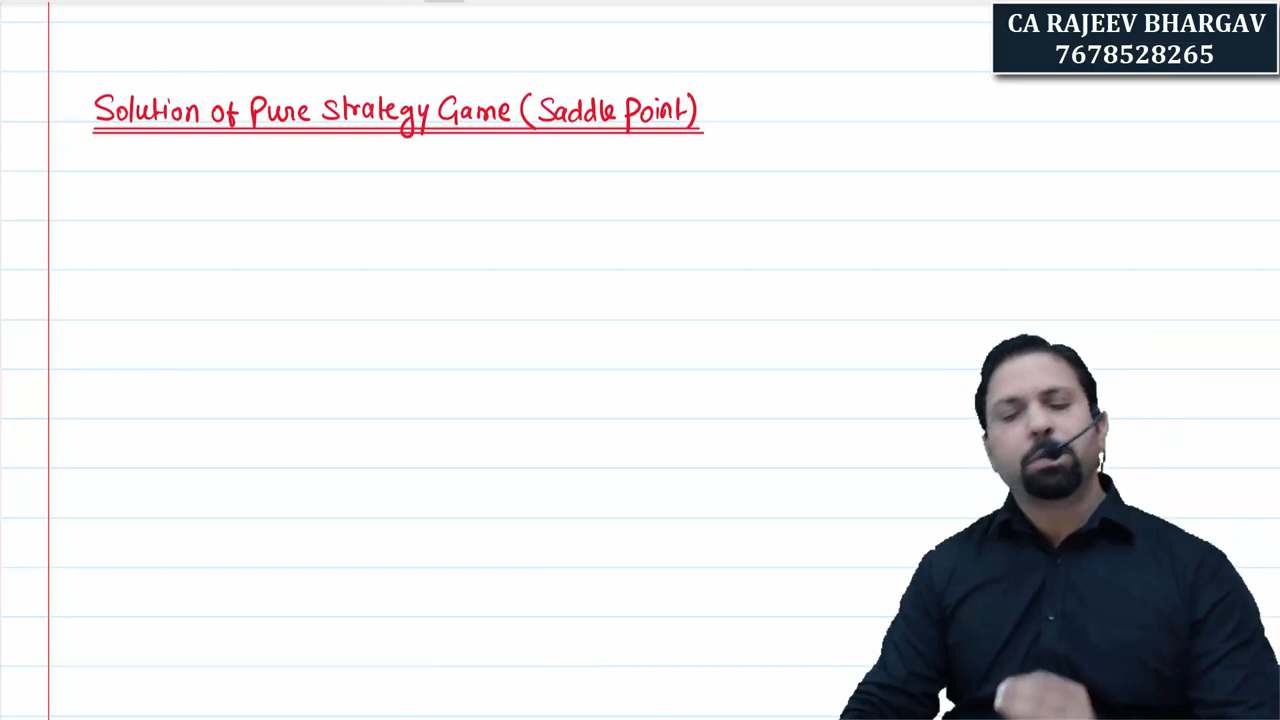 CA RAJEEV BHARGAV
7678528265
Solution of Pure Strategy Game (Saddle Point)